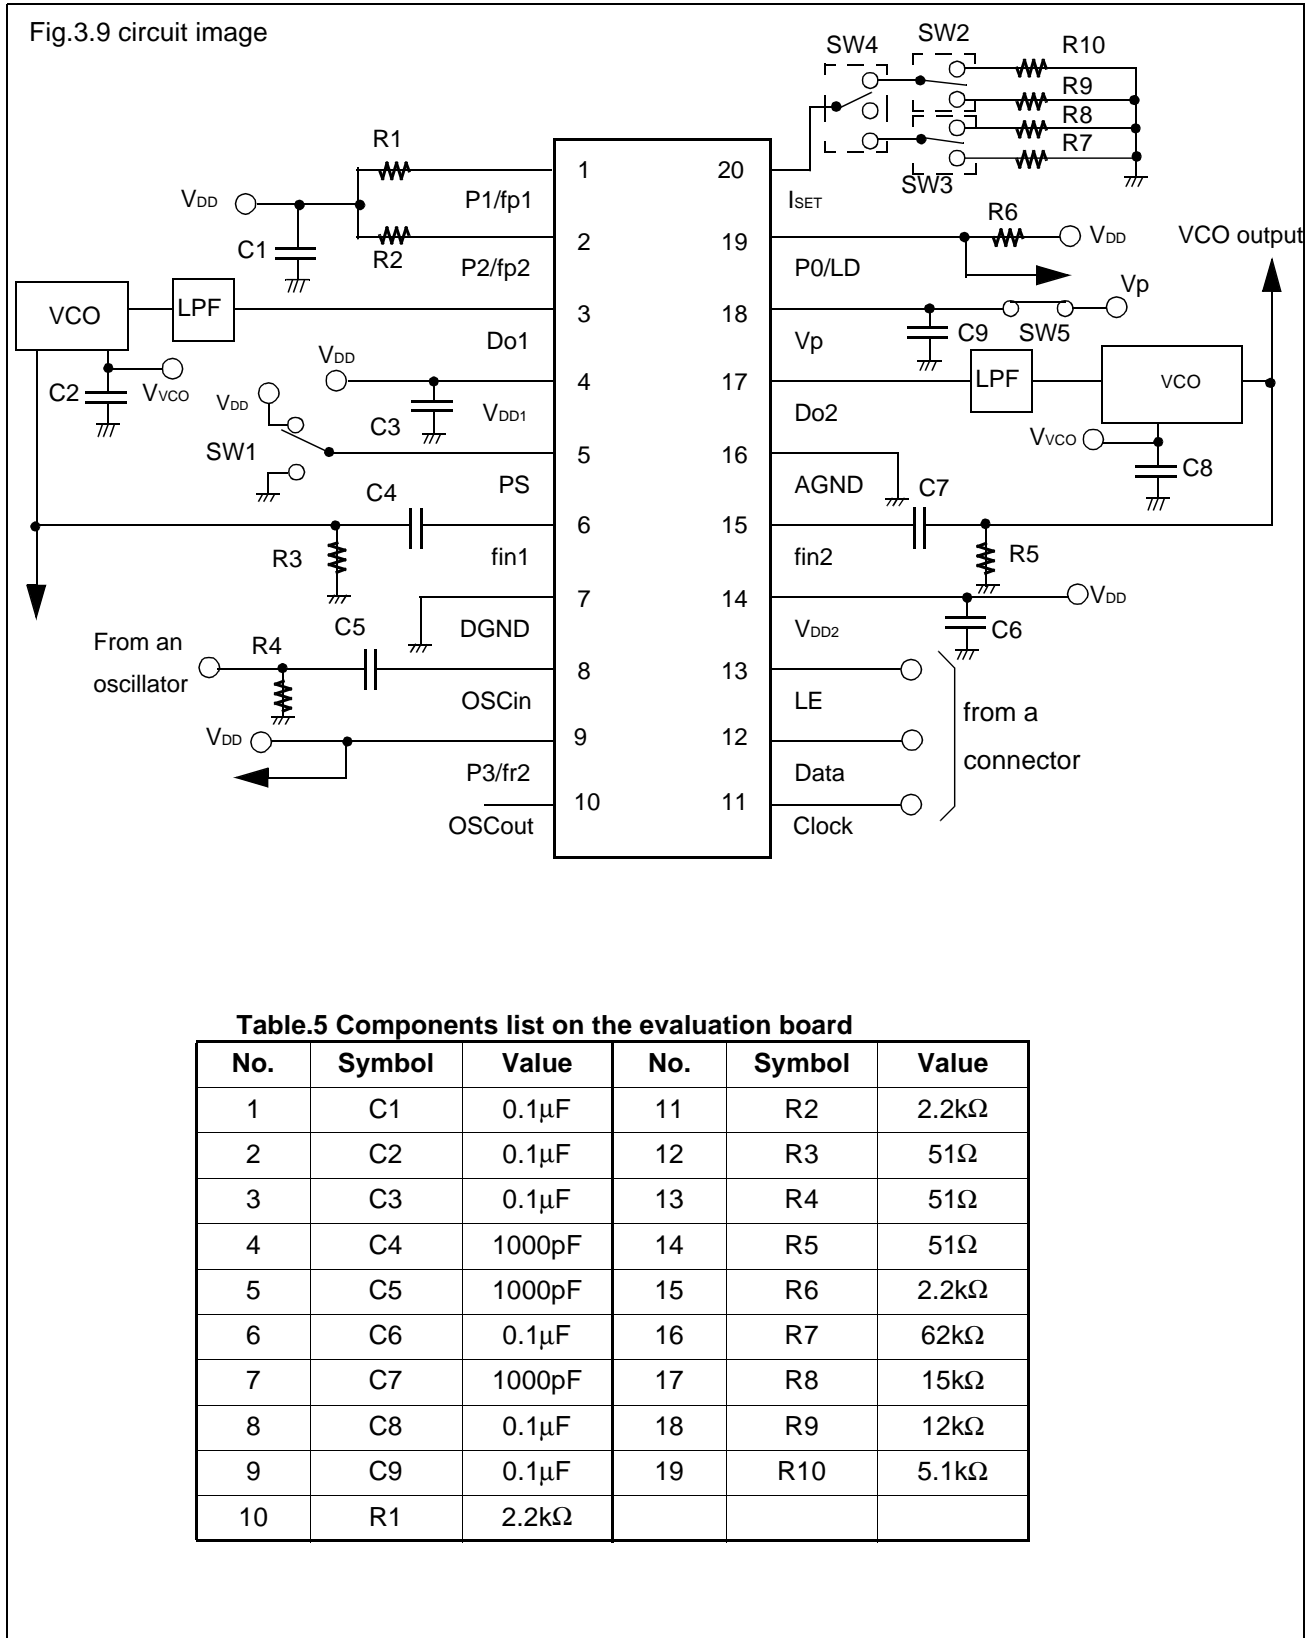 Fig.3.9 circuit image
SW4
SW2
R10
R9
R8
R7
SW3
R1
1
20
VDD
P1/fp1
ISET
R6
C1
R2
2
19
VDD
VCO output
P2/fp2
P0/LD
Vp
VCO
LPF
3
18
C9
SW5
Do1
Vp
LPF
VCO
VDD
4
17
C2
VVCO
VDD
C3
VDD1
Do2
VVCO
SW1
5
16
C8
C4
PS
AGND
C7
6
15
R3
fin1
fin2
R5
7
14
VDD
C5
DGND
VDD2
C6
From an
oscillator
R4
8
13
OSCin
LE
from a
connector
VDD
9
12
P3/fr2
Data
10
11
OSCout
Clock
Table.5 Components list on the evaluation board
No. Symbol Value No. Symbol Value
1 C1 0.1μF 11 R2 2.2kΩ
2 C2 0.1μF 12 R3 51Ω
3 C3 0.1μF 13 R4 51Ω
4 C4 1000pF 14 R5 51Ω
5 C5 1000pF 15 R6 2.2kΩ
6 C6 0.1μF 16 R7 62kΩ
7 C7 1000pF 17 R8 15kΩ
8 C8 0.1μF 18 R9 12kΩ
9 C9 0.1μF 19 R10 5.1kΩ
10 R1 2.2kΩ